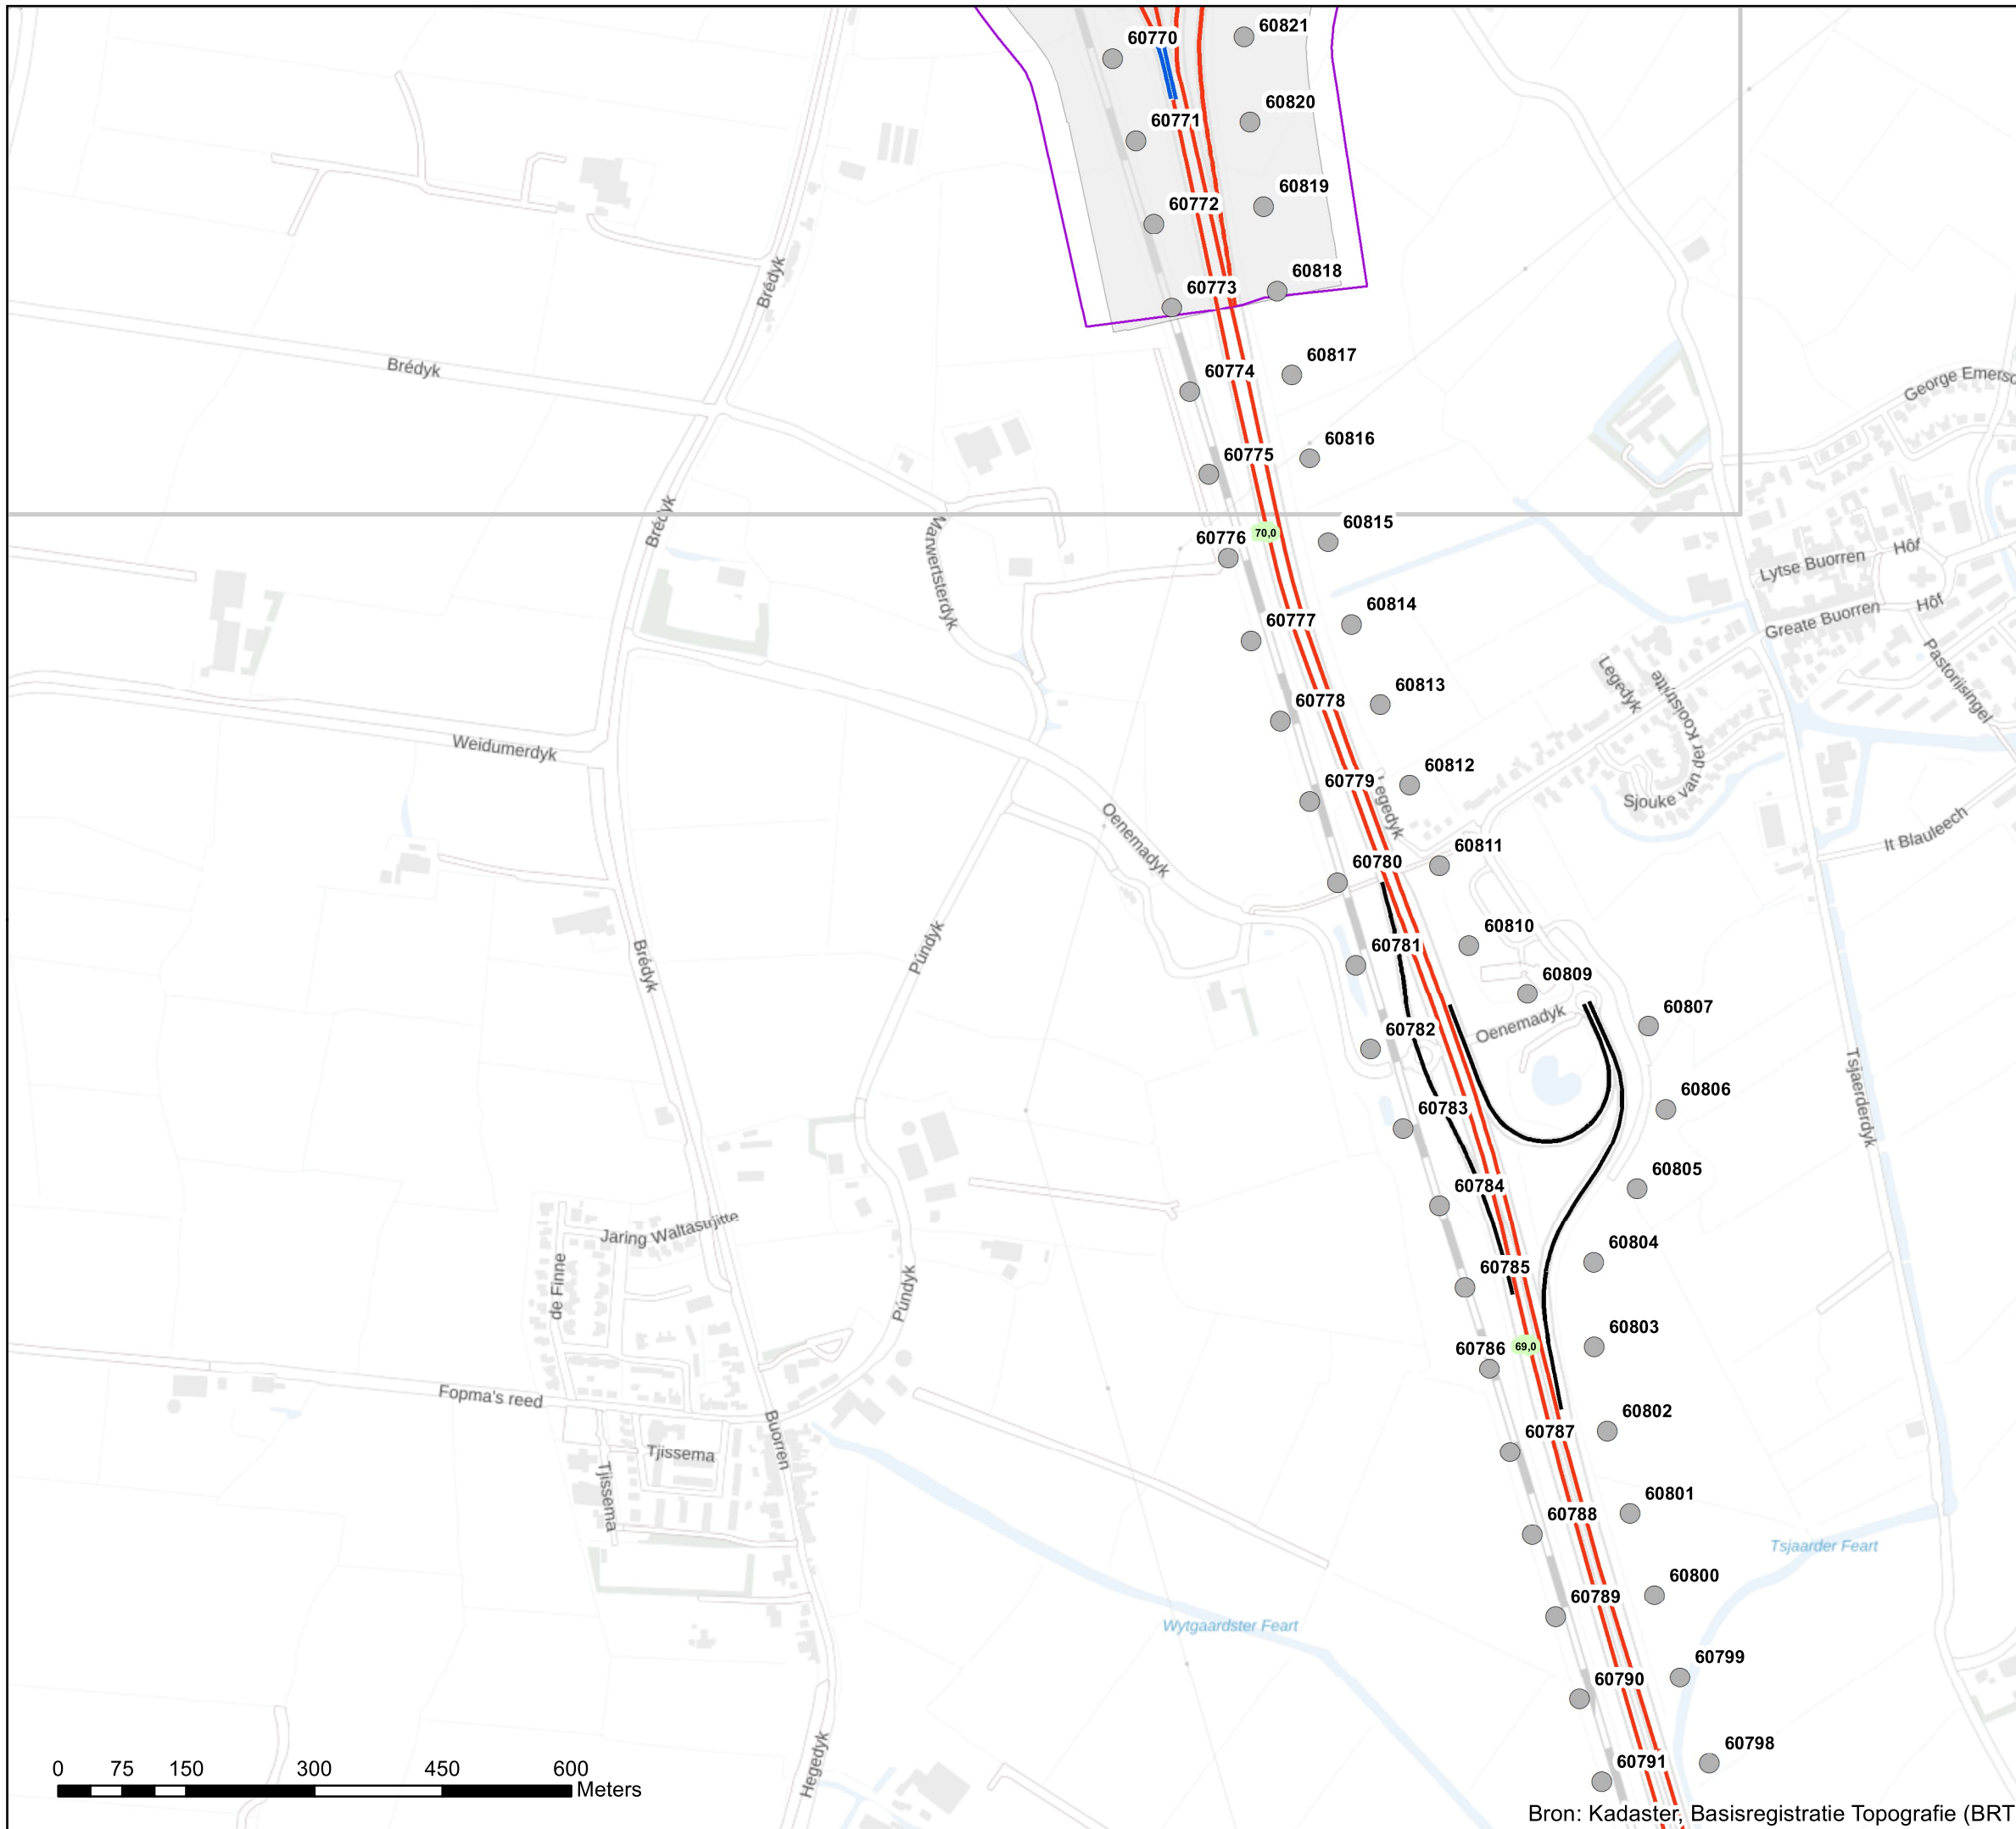 60821
60770
60820
60771
60819
60772
Brédyk
60818
60773
60817
60774
Brédyk
George Emersc
60816
60775
Brédyk
Marwertsterdyk
60815
70,0
60776
Hôf
Lytse Buorren
60814
Hôf
60777
Greate Buorren
Pastorijsingel
Legedyk
60813
60778
Sjouke van der Kooistrjitte
Weidumerdyk
60812
60779
Legedyk
Oenemadyk
It Blauleech
60811
60780
60810
60781
Púndyk
Brédyk
60809
60807
Oenemadyk
60782
Tsjaerderdyk
60806
60783
60805
60784
Jaring Waltastrjitte
60804
60785
de Finne
Púndyk
60803
69,0
60786
Fopma's reed
60802
60787
Buorren
Tjissema
Tjissema
60801
60788
Tsjaarder Feart
60800
60789
Wytgaardster Feart
60799
60790
60798
60791
Hegedyk
0 75 150 300 450 600
Meters
Bron: Kadaster, Basisregistratie Topografie (BRT